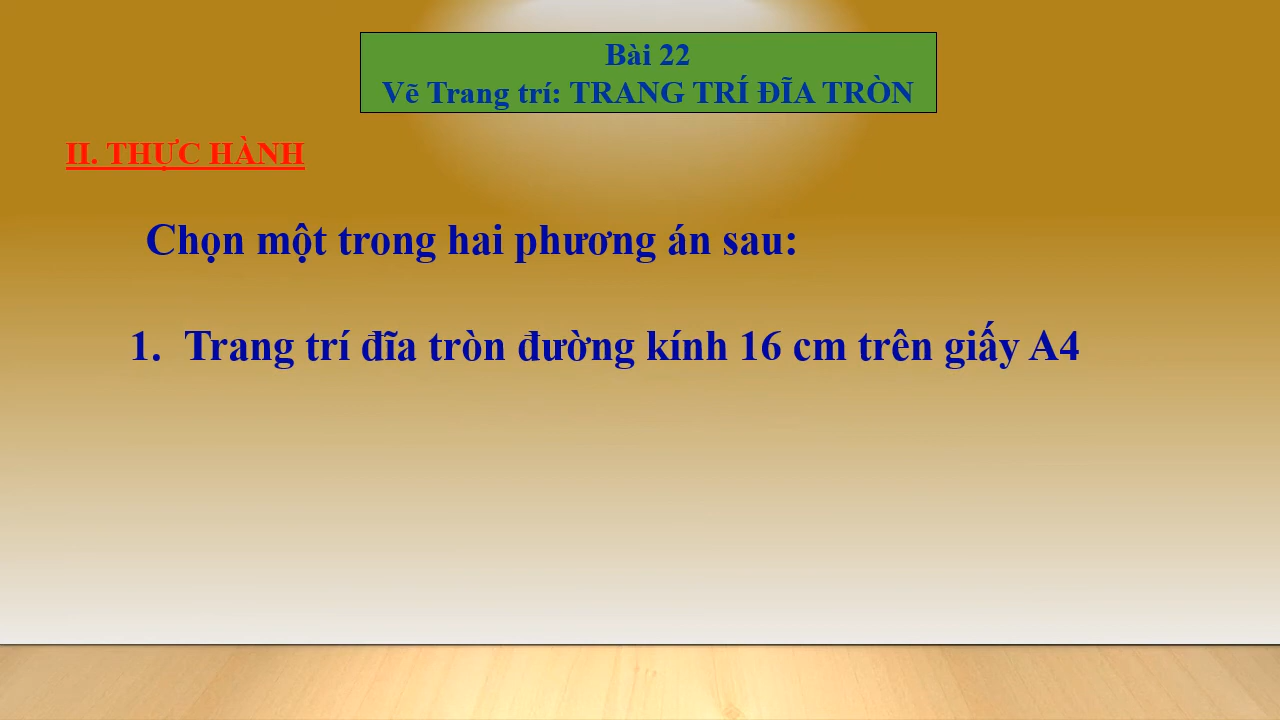 Bài 22
Vẽ Trang trí: TRANG TRÍ ĐĨA TRÒN
II. THỰC HÀNH
Chọn một trong hai phương án sau:
1. Trang trí đĩa tròn đường kính 16 cm trên giấy A4